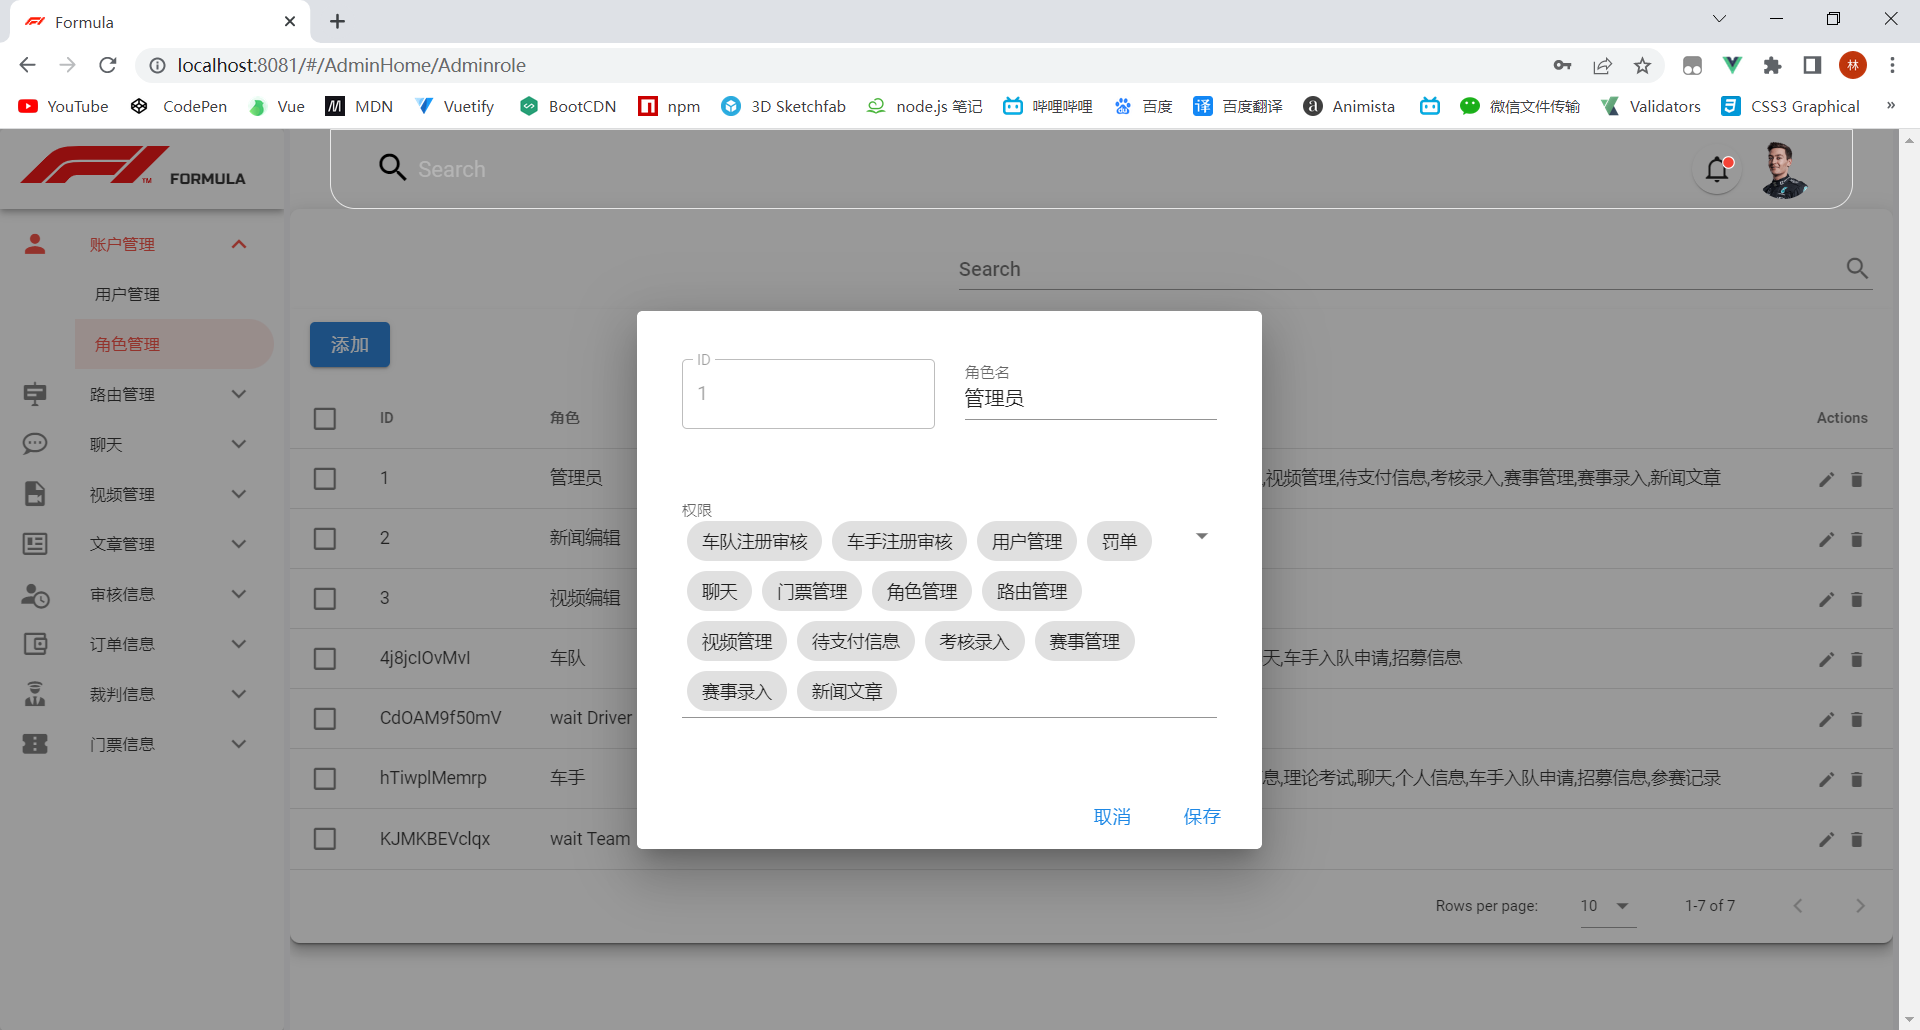 Formula
localhost:8081/#/AdminHome/Adminrole
林
YouTube CodePen Vue MDN Vuetify BootCDN npm 3D Sketchfab node.js 笔记 哔哩哔哩 百度 百度翻译 Animista 微信文件传输 Validators CSS3 Graphical »
FORMULA
Search
账户管理
用户管理
角色管理
路由管理
聊天
视频管理
文章管理
审核信息
订单信息
裁判信息
门票信息
Search
添加
ID 角色 Actions
1 管理员 ,视频管理,待支付信息,考核录入,赛事管理,赛事录入,新闻文章
2 新闻编辑
3 视频编辑
4j8jclOvMvl 车队 天,车手入队申请,招募信息
CdOAM9f50mV wait Driver
hTiwplMemrp 车手 息,理论考试,聊天,个人信息,车手入队申请,招募信息,参赛记录
KJMKBEVclqx wait Team
Rows per page: 10 1-7 of 7
ID
1
角色名
管理员
权限
车队注册审核 车手注册审核 用户管理 罚单
聊天 门票管理 角色管理 路由管理
视频管理 待支付信息 考核录入 赛事管理
赛事录入 新闻文章
取消 保存